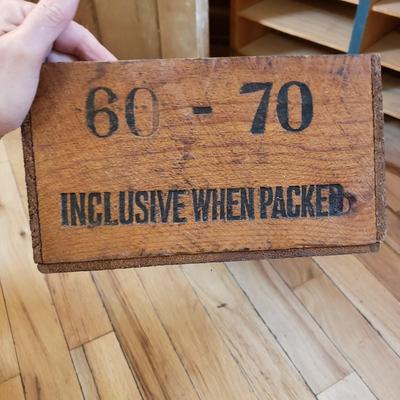 60 - 70
INCLUSIVE WHEN PACKED